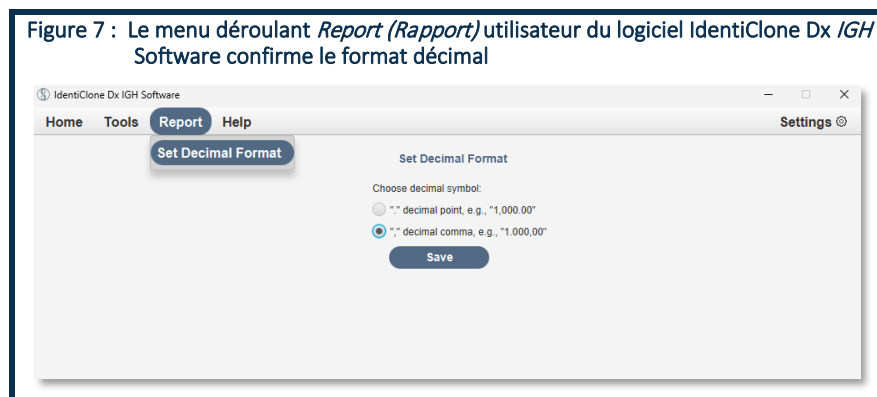 Figure 7 : Le menu déroulant Report (Rapport) utilisateur du logiciel IdentiClone Dx IGH
Software confirme le format décimal
IdentiClone Dx IGH Software
Home Tools Report Help Settings
Set Decimal Format
Set Decimal Format
Choose decimal symbol:
"." decimal point, e.g., "1,000.00"
"," decimal comma, e.g., "1.000,00"
Save